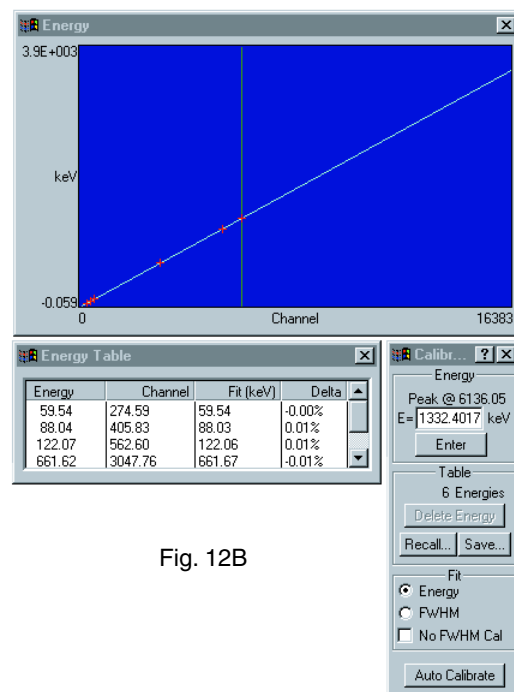 Energy
3.9E+003
keV
-0.059
0 Channel 16383
Energy Table
Energy Channel Fit (keV) Delta
59.54 274.59 59.54 -0.00%
88.04 405.83 88.03 0.01%
122.07 562.60 122.06 0.01%
661.62 3047.76 661.67 -0.01%
Calibr...
Energy
Peak @ 6136.05
E= 1332.4017 keV
Enter
Table
6 Energies
Delete Energy
Recall... Save...
Fit
Energy
FWHM
No FWHM Cal
Auto Calibrate
Fig. 12B